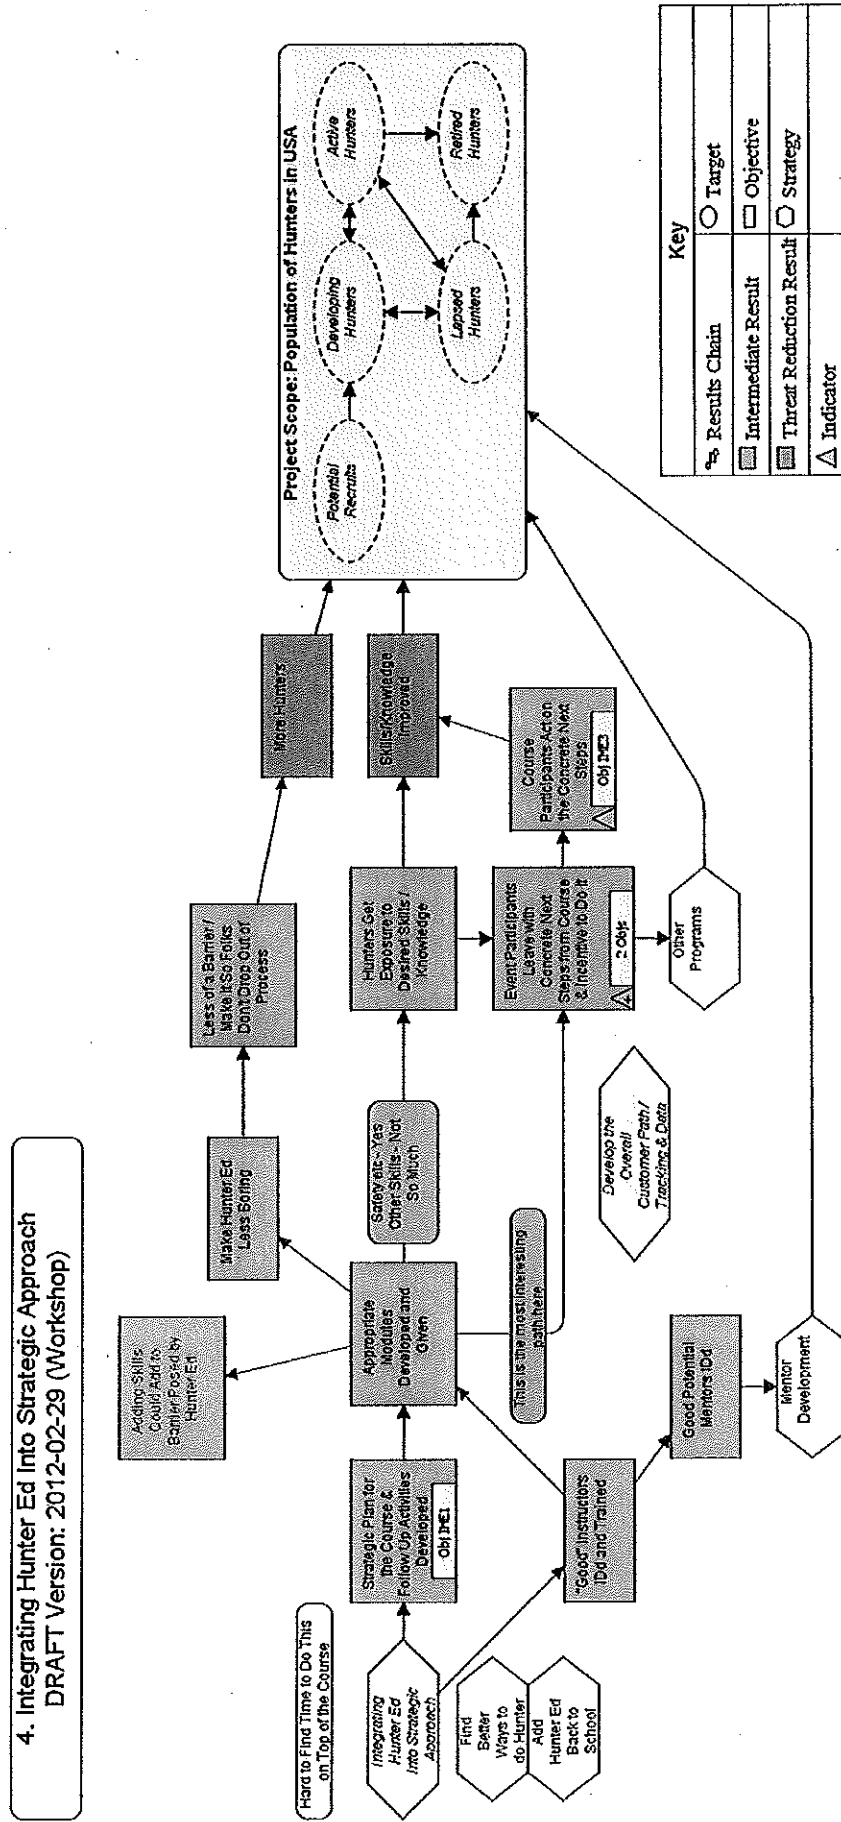 4. Integrating Hunter Ed Into Strategic Approach
DRAFT Version: 2012-02-29 (Workshop)
Hard to Find Time to Do This
on Top of the Course
Integrating
Hunter Ed
Into Strategic
Approach
Find
Better
Ways to
do Hunter
Add
Hunter Ed
Back to
School
Strategic Plan for
the Course &
Follow Up Activities
Developed
Obj IME1
"Good" Instructors
IDd and Trained
Adding Skills
Could Add to
Barrier Posed by
Hunter Ed
Appropriate
Modules
Developed and
Given
This is the most interesting
path here
Good Potential
Mentors IDd
Mentor
Development
Make Hunter Ed
Less Boring
Safety etc - Yes
Other Skills - Not
So Much
Develop the
Overall
Customer Path /
Tracking & Data
Less of a Barrier /
Make It So Folks
Don't Drop Out of
Process
Hunters Get
Exposure to
Desired Skills /
Knowledge
Event Participants
Leave with
Concrete Next
Steps from Course
& Incentive to Do It
2 Objs
Other
Programs
Course
Participants Action
the Concrete Next
Steps
Obj IME3
More Hunters
Skills/Knowledge
Improved
Project Scope: Population of Hunters in USA
Potential
Recruits
Developing
Hunters
Active
Hunters
Lapsed
Hunters
Retired
Hunters
Key
Results Chain
Target
Intermediate Result
Objective
Threat Reduction Result
Strategy
Indicator